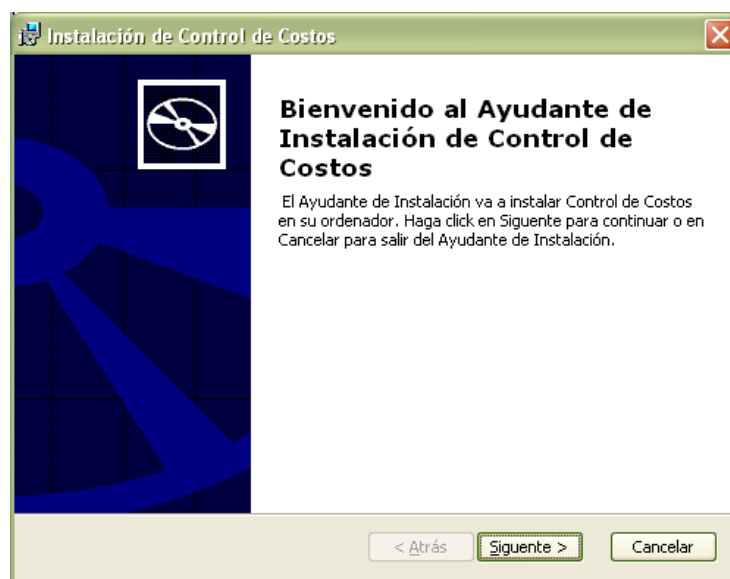 Instalación de Control de Costos
Bienvenido al Ayudante de
Instalación de Control de
Costos
El Ayudante de Instalación va a instalar Control de Costos
en su ordenador. Haga click en Siguente para continuar o en
Cancelar para salir del Ayudante de Instalación.
< Atrás
Siguente >
Cancelar